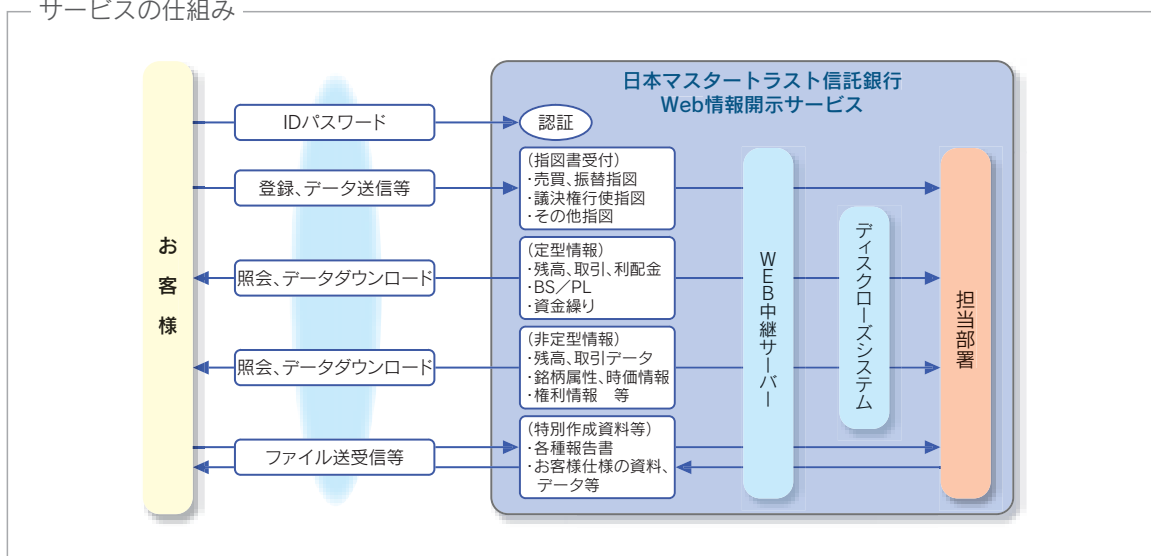 サービスの仕組み
日本マスタートラスト信託銀行
Web情報開示サービス
お客様
IDパスワード
認証
登録、データ送信等
(指図書受付)
・売買、振替指図
・議決権行使指図
・その他指図
照会、データダウンロード
(定型情報)
・残高、取引、利配金
・BS／PL
・資金繰り
照会、データダウンロード
(非定型情報)
・残高、取引データ
・銘柄属性、時価情報
・権利情報　等
ファイル送受信等
(特別作成資料等)
・各種報告書
・お客様仕様の資料、
データ等
WEB中継サーバー
ディスクローズシステム
担当部署